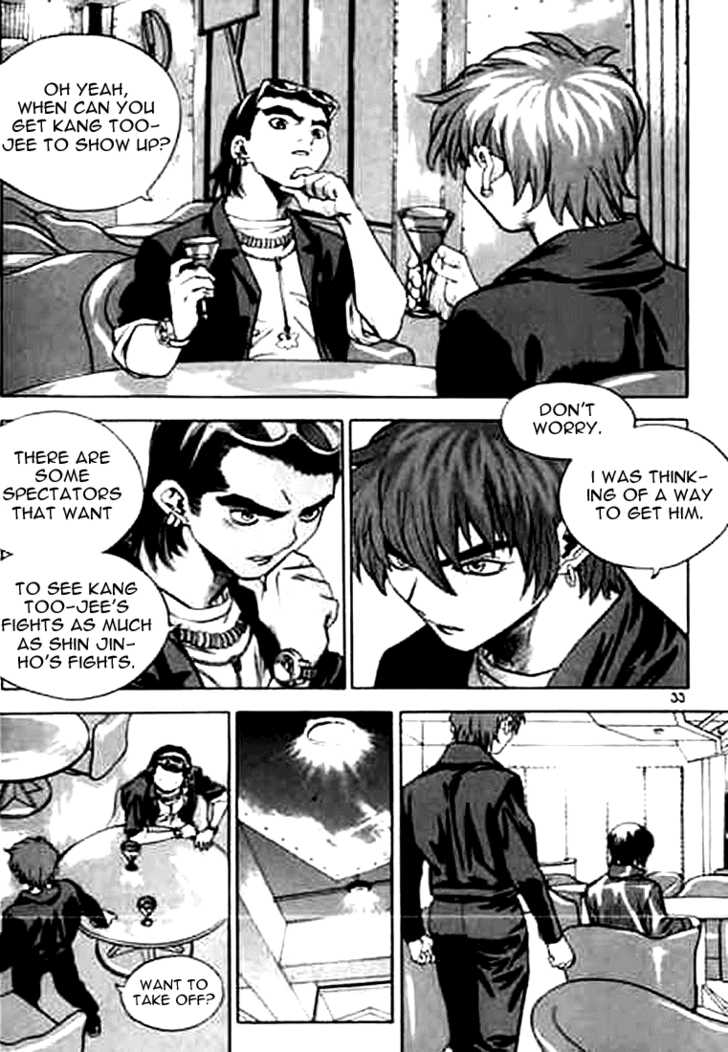 OH YEAH,
WHEN CAN YOU
GET KANG TOO-
JEE TO SHOW UP?
THERE ARE
SOME
SPECTATORS
THAT WANT
TO SEE KANG
TOO-JEE'S
FIGHTS AS MUCH
AS SHIN JIN-
HO'S FIGHTS.
DON'T
WORRY.
I WAS THINK-
ING OF A WAY
TO GET HIM.
33
WANT TO
TAKE OFF?